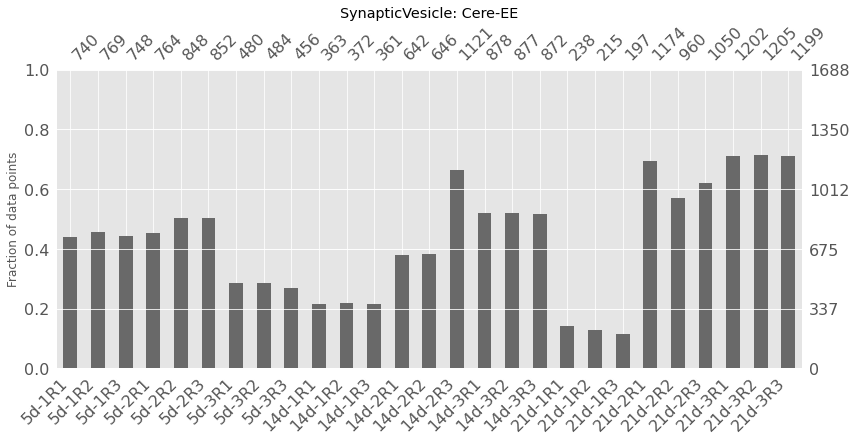 SynapticVesicle: Cere-EE
740 769 748 764 848 852 480 484 456 363 372 361 642 646 1121 878 877 872 238 215 197 1174 960 1050 1202 1205 1199
Fraction of data points
1.0 1688
0.8 1350
0.6 1012
0.4 675
0.2 337
0.0 0
5d-1R1 5d-1R2 5d-1R3 5d-2R1 5d-2R2 5d-2R3 5d-3R1 5d-3R2 5d-3R3 14d-1R1 14d-1R2 14d-1R3 14d-2R1 14d-2R2 14d-2R3 14d-3R1 14d-3R2 14d-3R3 21d-1R1 21d-1R2 21d-1R3 21d-2R1 21d-2R2 21d-2R3 21d-3R1 21d-3R2 21d-3R3